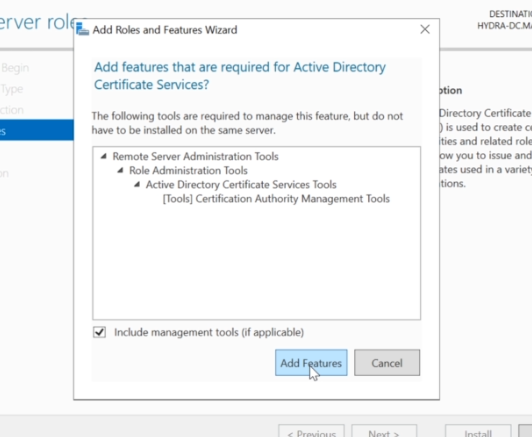 erver role
Add Roles and Features Wizard
DESTINATI
HYDRA-DC.MA
Begin
Type
ction
s
on
Add features that are required for Active Directory
Certificate Services?
The following tools are required to manage this feature, but do not
have to be installed on the same server.
Remote Server Administration Tools
Role Administration Tools
Active Directory Certificate Services Tools
[Tools] Certification Authority Management Tools
Include management tools (if applicable)
Add Features
Cancel
ption
Directory Certificate
) is used to create ce
ities and related role
ow you to issue and
ates used in a variety
tions.
< Previous
Next >
Install